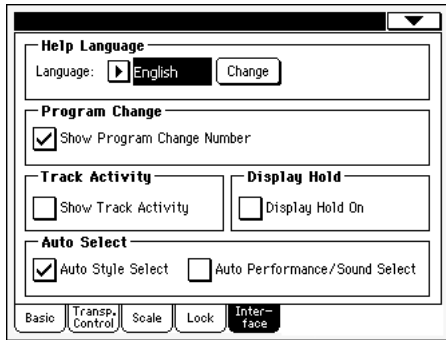 Help Language
Language: English Change
Program Change
Show Program Change Number
Track Activity Display Hold
Show Track Activity Display Hold On
Auto Select
Auto Style Select Auto Performance/Sound Select
Basic Transp. Control Scale Lock Inter-face